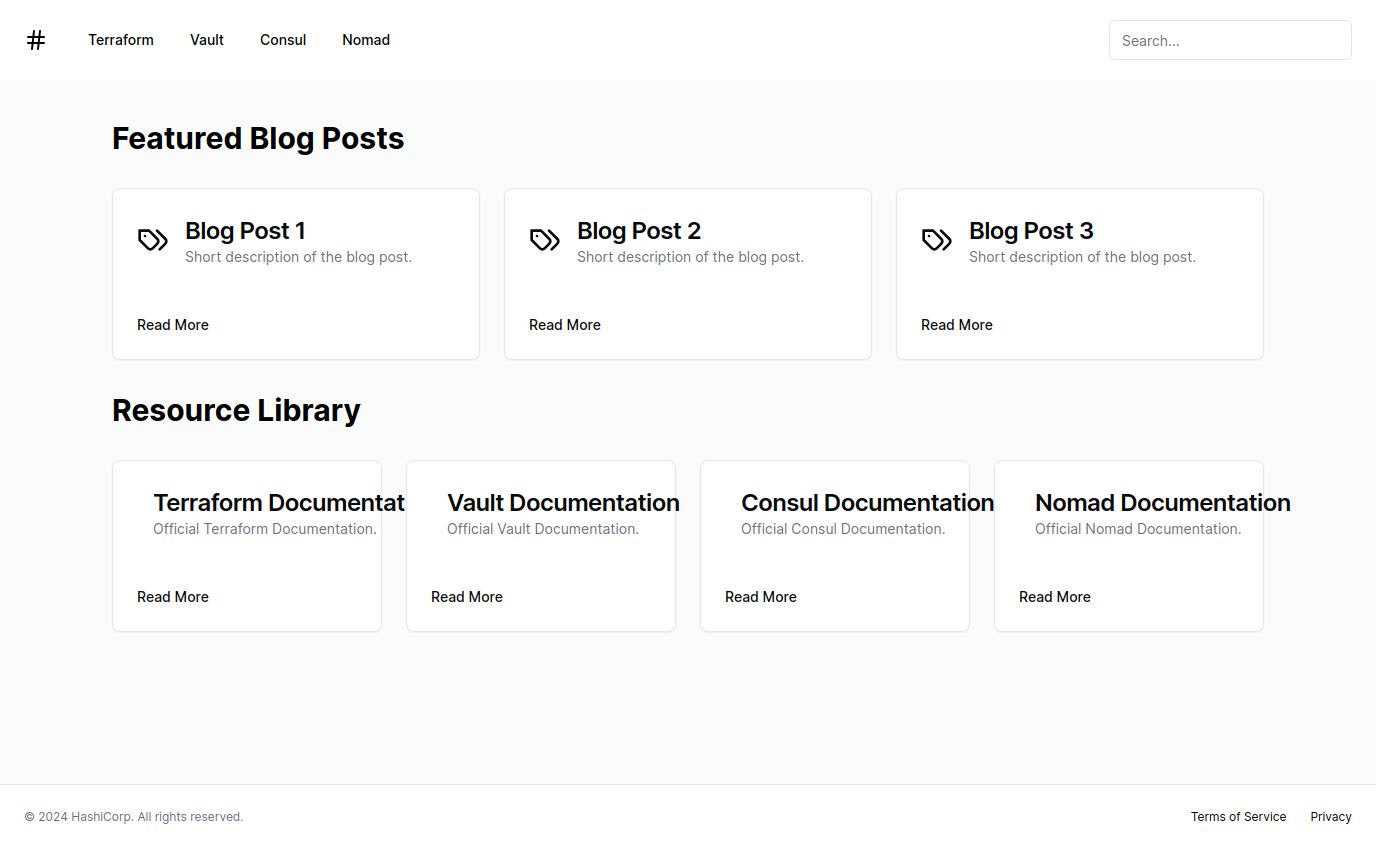 # Terraform Vault Consul Nomad Search...
Featured Blog Posts
Blog Post 1
Short description of the blog post.
Read More
Blog Post 2
Short description of the blog post.
Read More
Blog Post 3
Short description of the blog post.
Read More
Resource Library
Terraform Documentat
Official Terraform Documentation.
Read More
Vault Documentation
Official Vault Documentation.
Read More
Consul Documentation
Official Consul Documentation.
Read More
Nomad Documentation
Official Nomad Documentation.
Read More
© 2024 HashiCorp. All rights reserved. Terms of Service Privacy